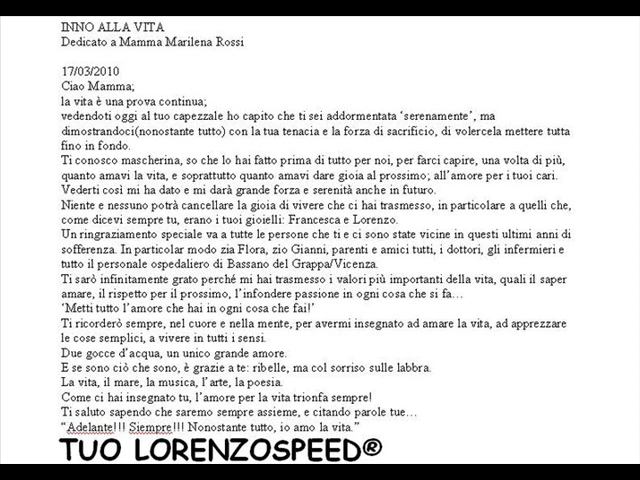 INNO ALLA VITA
Dedicato a Mamma Marilena Rossi
17/03/2010
Ciao Mamma;
la vita è una prova continua;
vedendoti oggi al tuo capezzale ho capito che ti sei addormentata ‘serenamente’, ma
dimostrandoci(nonostante tutto) con la tua tenacia e la forza di sacrificio, di volercela mettere tutta
fino in fondo.
Ti conosco mascherina, so che lo hai fatto prima di tutto per noi, per farci capire, una volta di più,
quanto amavi la vita, e soprattutto quanto amavi dare gioia al prossimo; all’amore per i tuoi cari.
Vederti così mi ha dato e mi darà grande forza e serenità anche in futuro.
Niente e nessuno potrà cancellare la gioia di vivere che ci hai trasmesso, in particolare a quelli che,
come dicevi sempre tu, erano i tuoi gioielli: Francesca e Lorenzo.
Un ringraziamento speciale va a tutte le persone che ti e ci sono state vicine in questi ultimi anni di
sofferenza. In particolar modo zia Flora, zio Gianni, parenti e amici tutti, i dottori, gli infermieri e
tutto il personale ospedaliero di Bassano del Grappa/Vicenza.
Ti sarò infinitamente grato perché mi hai trasmesso i valori più importanti della vita, quali il saper
amare, il rispetto per il prossimo, l’infondere passione in ogni cosa che si fa…
‘Metti tutto l’amore che hai in ogni cosa che fai!’
Ti ricorderò sempre, nel cuore e nella mente, per avermi insegnato ad amare la vita, ad apprezzare
le cose semplici, a vivere in tutti i sensi.
Due gocce d’acqua, un unico grande amore.
E se sono ciò che sono, è grazie a te: ribelle, ma col sorriso sulle labbra.
La vita, il mare, la musica, l’arte, la poesia.
Come ci hai insegnato tu, l’amore per la vita trionfa sempre!
Ti saluto sapendo che saremo sempre assieme, e citando parole tue…
“Adelante!!! Siempre!!! Nonostante tutto, io amo la vita.”
TUO LORENZOSPEED®